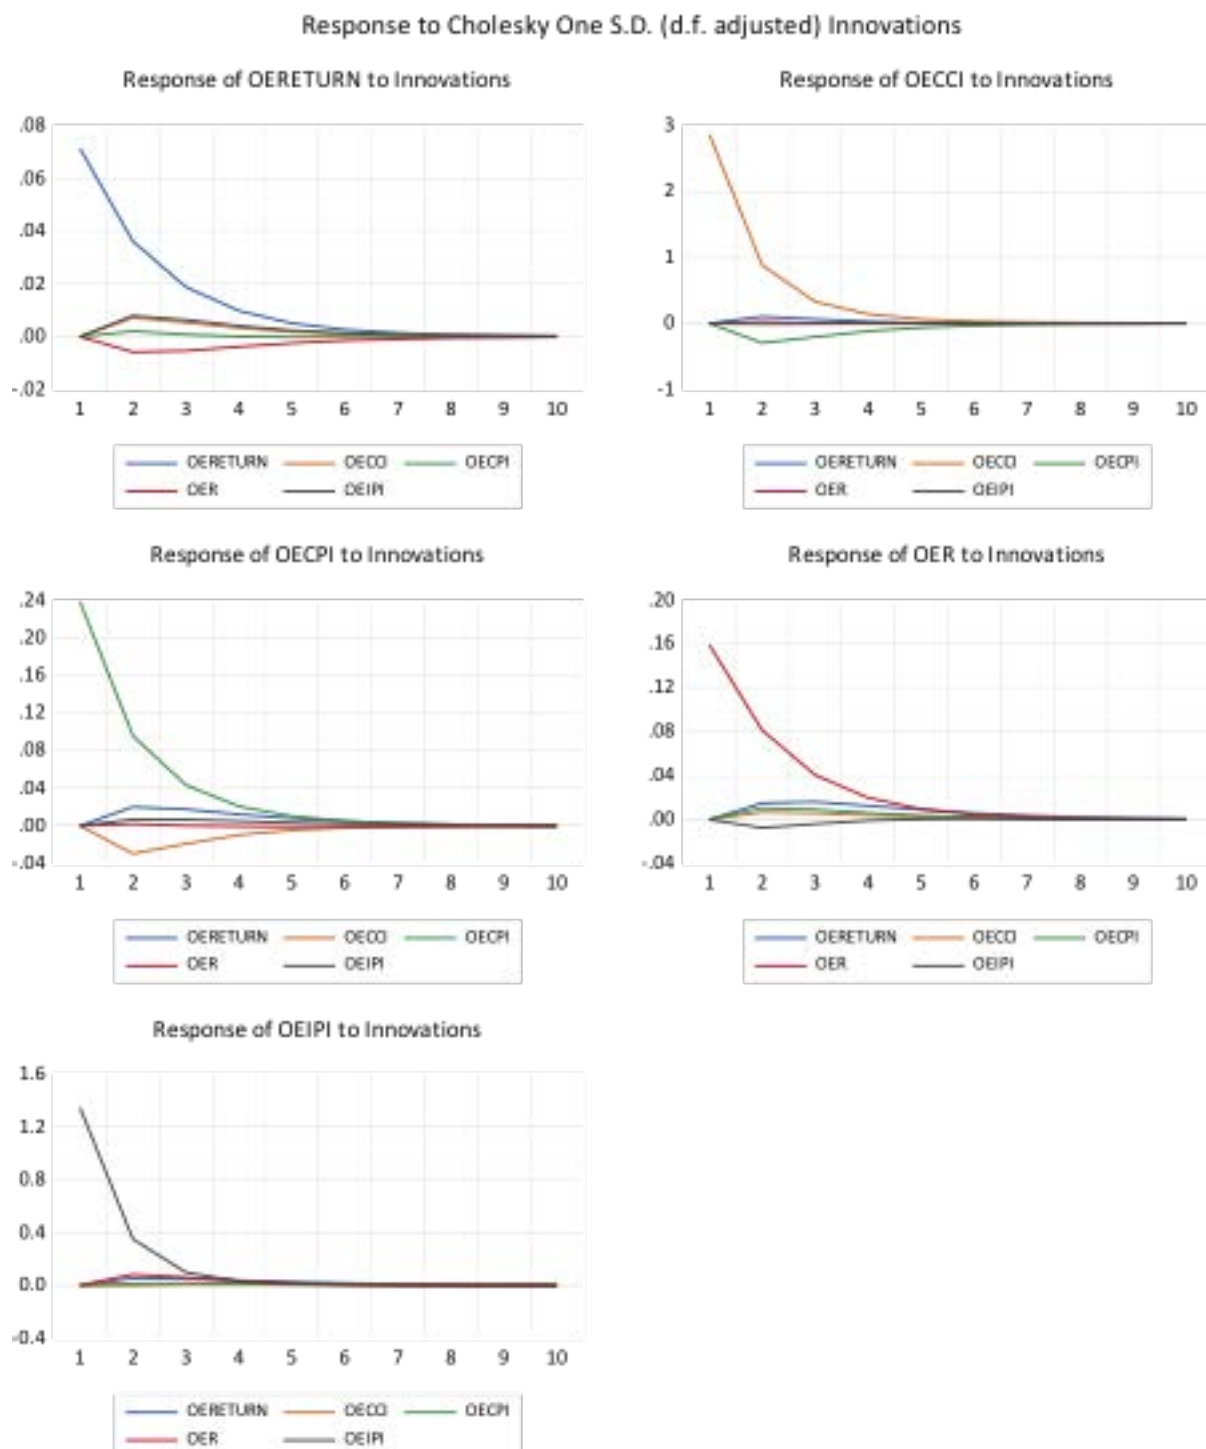 Response to Cholesky One S.D. (d.f. adjusted) Innovations
Response of OERETURN to Innovations
.08
.06
.04
.02
.00
-.02
1 2 3 4 5 6 7 8 9 10
OERETURN OECCI OECPI
OER OEIPI
Response of OECCI to Innovations
3
2
1
0
-1
1 2 3 4 5 6 7 8 9 10
OERETURN OECCI OECPI
OER OEIPI
Response of OECPI to Innovations
.24
.20
.16
.12
.08
.04
.00
-.04
1 2 3 4 5 6 7 8 9 10
OERETURN OECCI OECPI
OER OEIPI
Response of OER to Innovations
.20
.16
.12
.08
.04
.00
-.04
1 2 3 4 5 6 7 8 9 10
OERETURN OECCI OECPI
OER OEIPI
Response of OEIPI to Innovations
1.6
1.2
0.8
0.4
0.0
-0.4
1 2 3 4 5 6 7 8 9 10
OERETURN OECCI OECPI
OER OEIPI